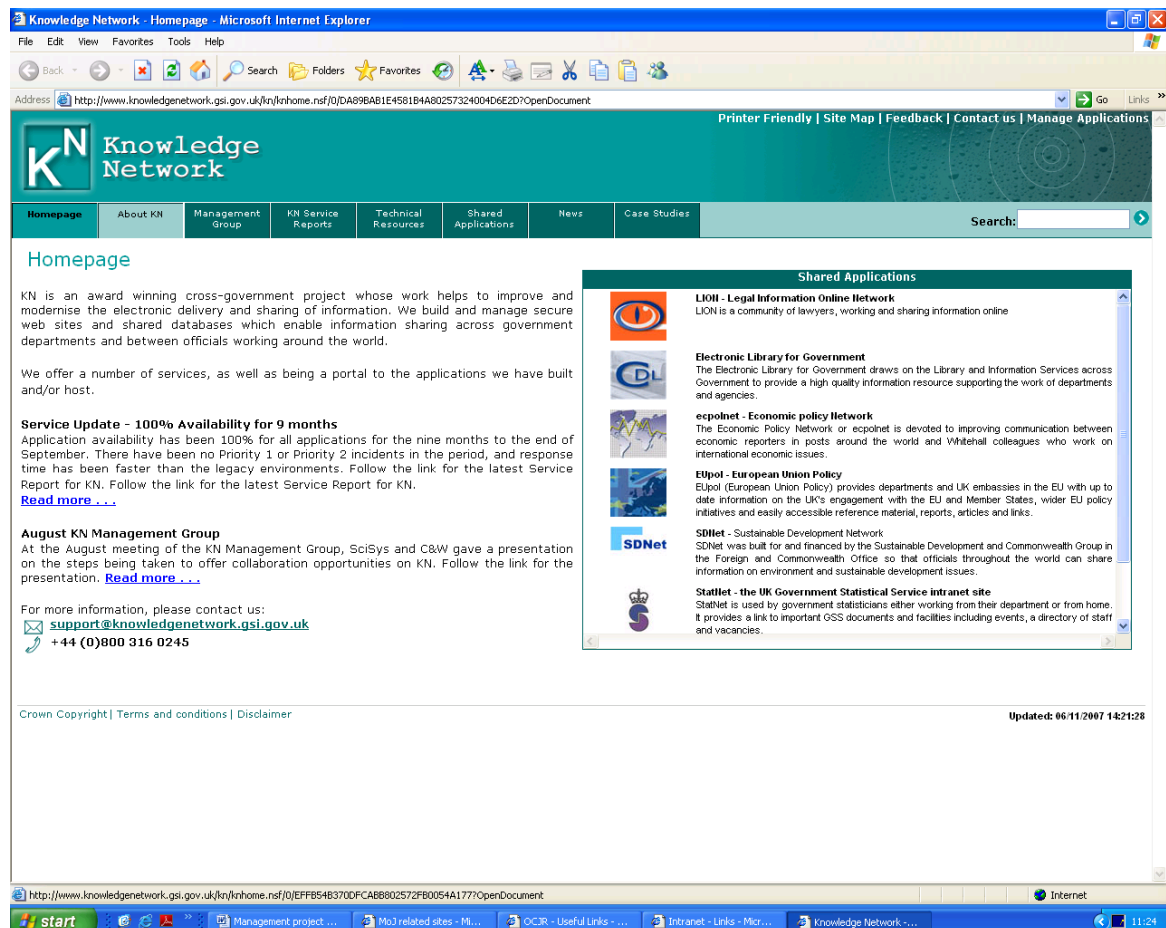 Knowledge Network - Homepage - Microsoft Internet Explorer
File Edit View Favorites Tools Help
Back Search Folders Favorites
Address http://www.knowledgenetwork.gsi.gov.uk/kn/knhome.nsf/0/DA89BAB1E4581B4A80257324004D6E2D?OpenDocument Go Links »
Printer Friendly | Site Map | Feedback | Contact us | Manage Applications
KN Knowledge
Network
Homepage About KN Management Group KN Service Reports Technical Resources Shared Applications News Case Studies Search:
Homepage
KN is an award winning cross-government project whose work helps to improve and
modernise the electronic delivery and sharing of information. We build and manage secure
web sites and shared databases which enable information sharing across government
departments and between officials working around the world.
We offer a number of services, as well as being a portal to the applications we have built
and/or host.
Service Update - 100% Availability for 9 months
Application availability has been 100% for all applications for the nine months to the end of
September. There have been no Priority 1 or Priority 2 incidents in the period, and response
time has been faster than the legacy environments. Follow the link for the latest Service
Report for KN. Follow the link for the latest Service Report for KN.
Read more . . .
August KN Management Group
At the August meeting of the KN Management Group, SciSys and C&W gave a presentation
on the steps being taken to offer collaboration opportunities on KN. Follow the link for the
presentation. Read more . . .
For more information, please contact us:
support@knowledgenetwork.gsi.gov.uk
+44 (0)800 316 0245
Shared Applications
LION - Legal Information Online Network
LION is a community of lawyers, working and sharing information online
CDL
Electronic Library for Government
The Electronic Library for Government draws on the Library and Information Services across
Government to provide a high quality information resource supporting the work of departments
and agencies.
ecpolnet - Economic policy Network
The Economic Policy Network or ecpolnet is devoted to improving communication between
economic reporters in posts around the world and Whitehall colleagues who work on
international economic issues.
EUpol - European Union Policy
EUpol (European Union Policy) provides departments and UK embassies in the EU with up to
date information on the UK's engagement with the EU and Member States, wider EU policy
initiatives and easily accessible reference material, reports, articles and links.
SDNet
SDNet - Sustainable Development Network
SDNet was built for and financed by the Sustainable Development and Commonwealth Group in
the Foreign and Commonwealth Office so that officials throughout the world can share
information on environment and sustainable development issues.
StatNet - the UK Government Statistical Service intranet site
StatNet is used by government statisticians either working from their department or from home.
It provides a link to important GSS documents and facilities including events, a directory of staff
and vacancies.
Crown Copyright | Terms and conditions | Disclaimer
Updated: 06/11/2007 14:21:28
http://www.knowledgenetwork.gsi.gov.uk/kn/knhome.nsf/0/EFFB54B370DFCABB802572FB0054A177?OpenDocument Internet
start » Management project ... MoJ related sites - Mi... OCJR - Useful Links - ... Intranet - Links - Micr... Knowledge Network -... 11:24